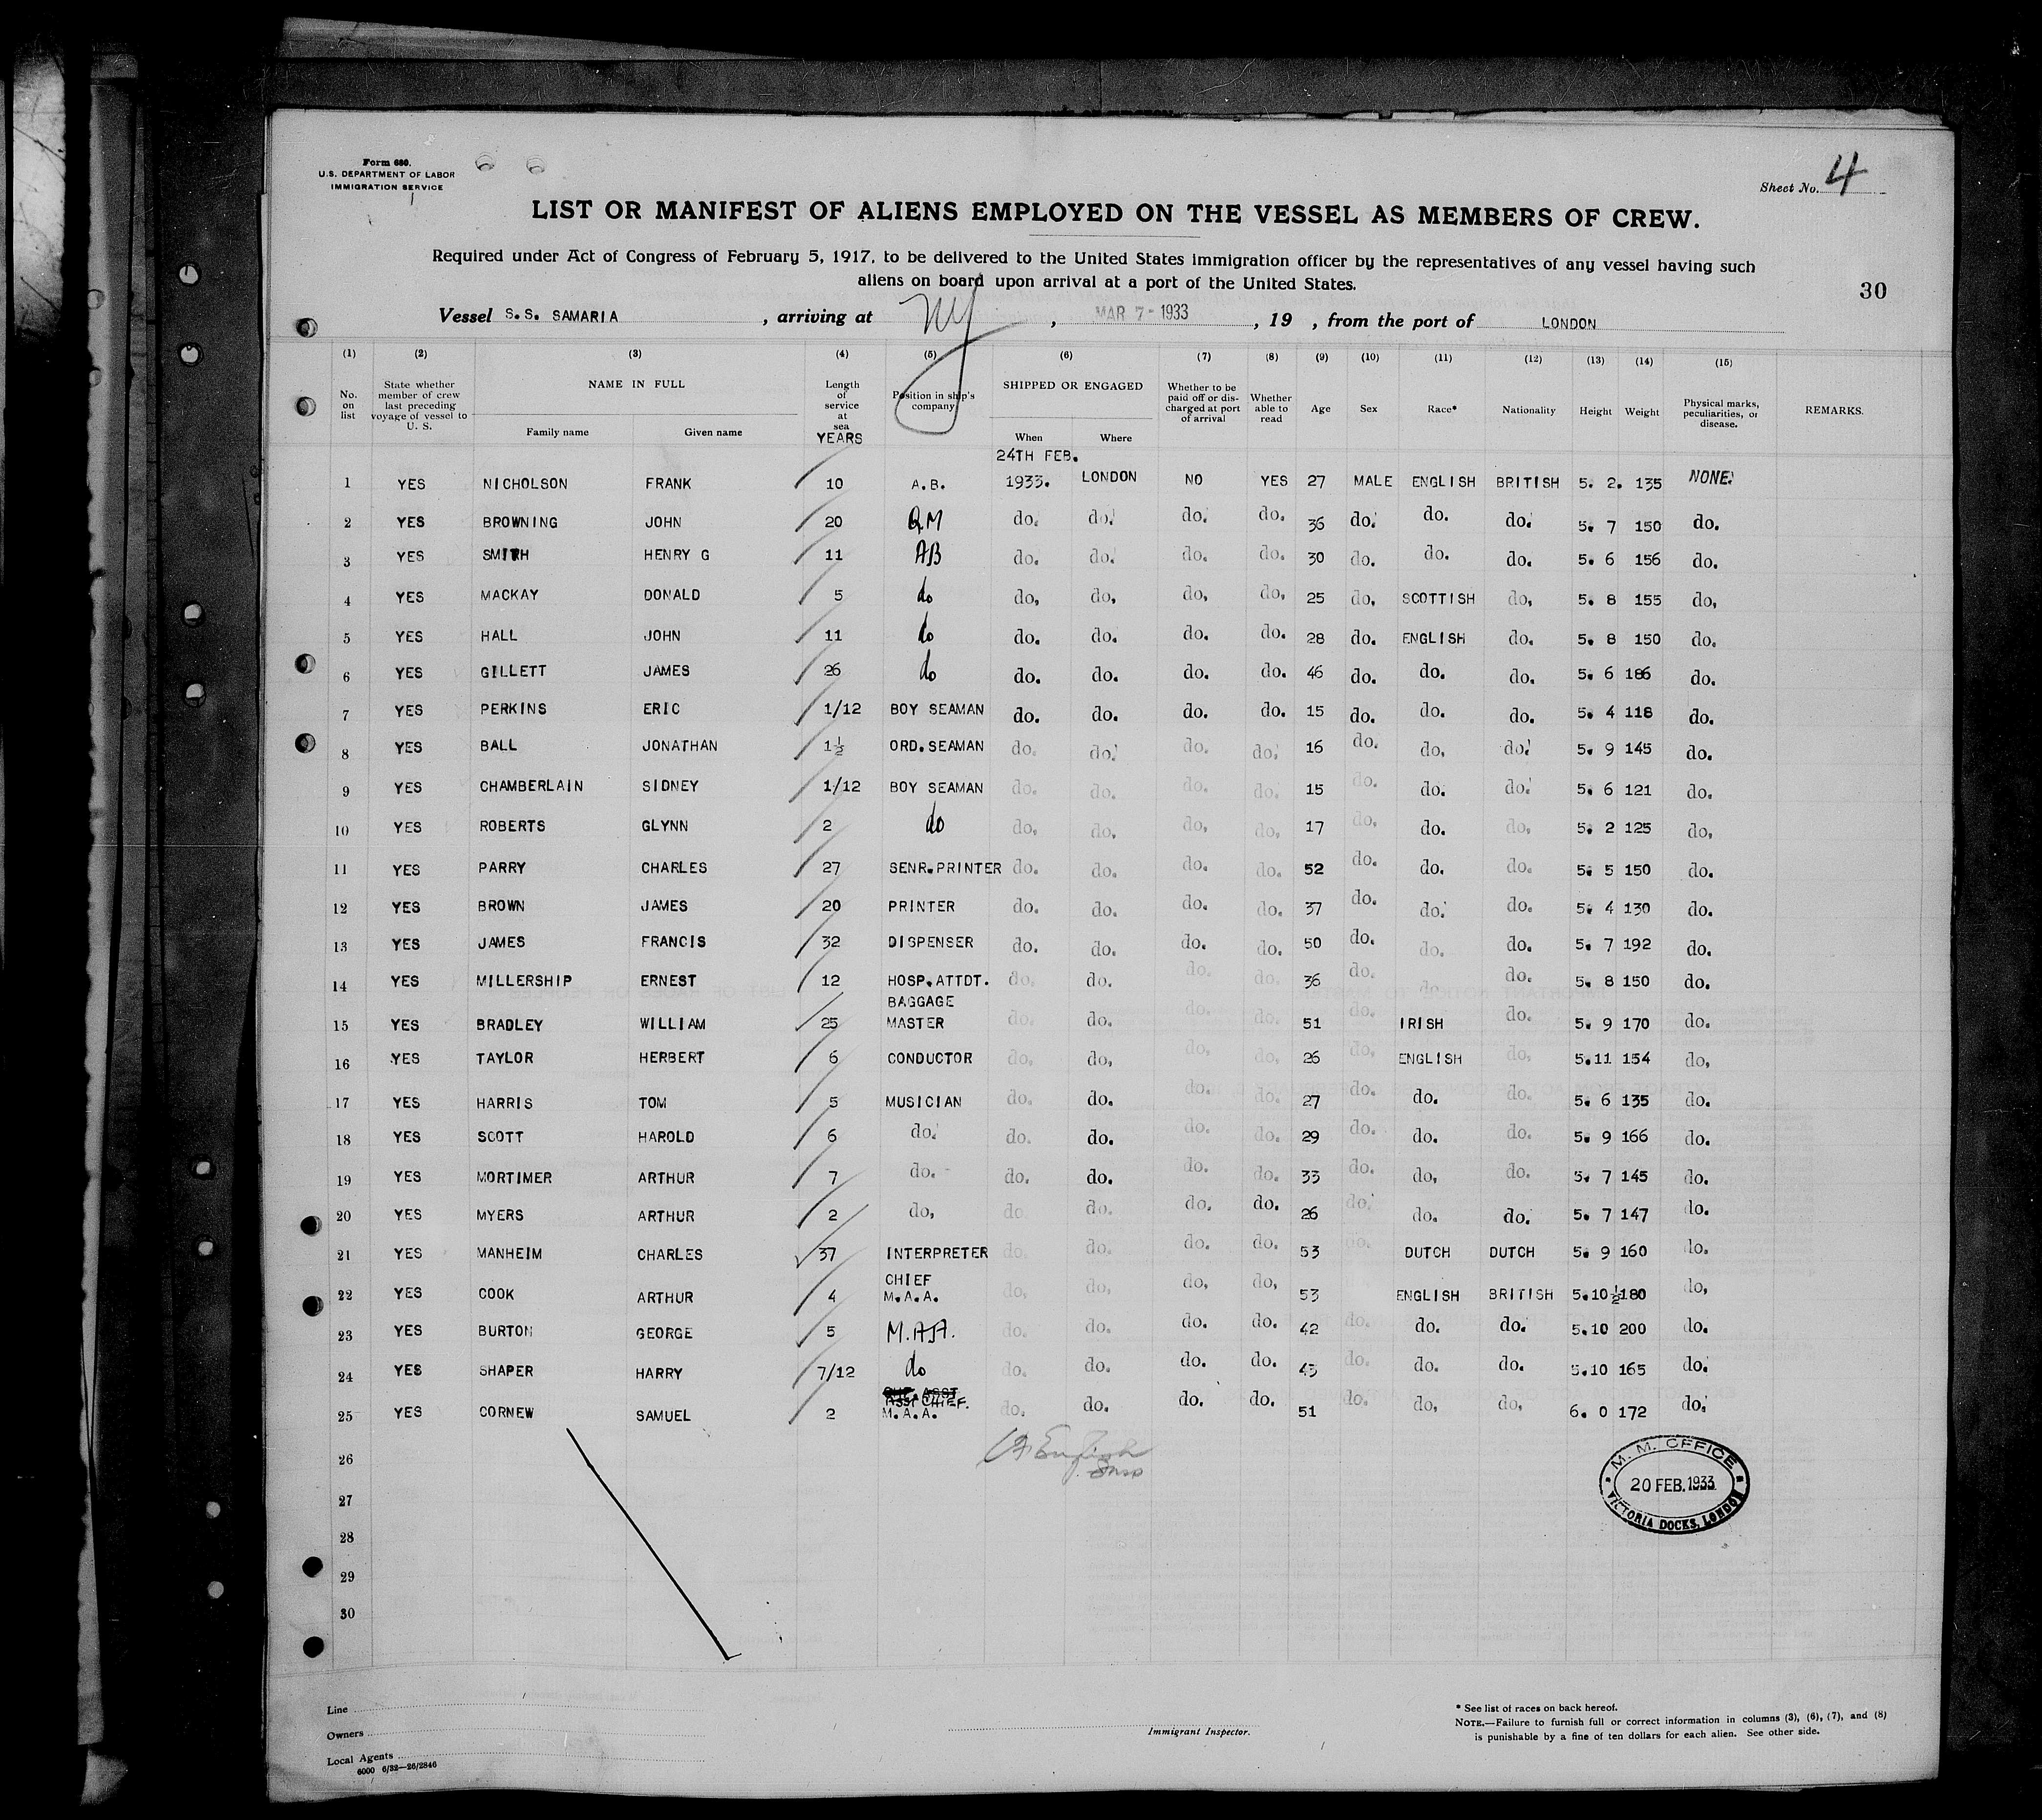 Form 680.
U.S. DEPARTMENT OF LABOR
IMMIGRATION SERVICE
Sheet No. 4
LIST OR MANIFEST OF ALIENS EMPLOYED ON THE VESSEL AS MEMBERS OF CREW.
Required under Act of Congress of February 5, 1917, to be delivered to the United States immigration officer by the representatives of any vessel having such
aliens on board upon arrival at a port of the United States.
30
Vessel S.S. SAMARIA , arriving at NY , MAR 7-1933 , 19 , from the port of LONDON
(1) (2) (3) (4) (5) (6) (7) (8) (9) (10) (11) (12) (13) (14) (15)
No. on list State whether member of crew last preceding voyage of vessel to U. S. NAME IN FULL Family name Given name Length of service at sea YEARS Position in ship's company SHIPPED OR ENGAGED When Where Whether to be paid off or discharged at port of arrival Whether able to read Age Sex Race* Nationality Height Weight Physical marks, peculiarities, or disease. REMARKS.
24TH FEB.
1 YES NICHOLSON FRANK 10 A.B. 1933. LONDON NO YES 27 MALE ENGLISH BRITISH 5. 2. 135 NONE.
2 YES BROWNING JOHN 20 Q.M do. do. do. do. 36 do. do. do. 5. 7 150 do.
3 YES SMITH HENRY G 11 AB do. do. do. do. 30 do. do. do. 5. 6 156 do.
4 YES MACKAY DONALD 5 do do, do, do, do, 25 do, SCOTTISH do, 5. 8 155 do,
5 YES HALL JOHN 11 do do. do. do. do. 28 do. ENGLISH do. 5. 8 150 do.
6 YES GILLETT JAMES 26 do do. do. do. do. 46 do. do. do. 5. 6 186 do.
7 YES PERKINS ERIC 1/12 BOY SEAMAN do. do. do. do. 15 do. do. do. 5. 4 118 do.
8 YES BALL JONATHAN 1½ ORD.SEAMAN do. do. do. do. 16 do. do, do. 5. 9 145 do.
9 YES CHAMBERLAIN SIDNEY 1/12 BOY SEAMAN do. do. do. do. 15 do. do. do. 5. 6 121 do.
10 YES ROBERTS GLYNN 2 do do, do, do, do, 17 do, do. do, 5. 2 125 do,
11 YES PARRY CHARLES 27 SENR.PRINTER do. do. do. do. 52 do. do. do. 5. 5 150 do.
12 YES BROWN JAMES 20 PRINTER do. do. do. do. 37 do. do. do. 5. 4 130 do.
13 YES JAMES FRANCIS 32 DISPENSER do. do. do. do. 50 do. do. do. 5. 7 192 do.
14 YES MILLERSHIP ERNEST 12 HOSP.ATTDT. do. do. do. do. 36 do. do. do. 5. 8 150 do.
BAGGAGE
15 YES BRADLEY WILLIAM 25 MASTER do. do. do. do. 51 do. IRISH do. 5. 9 170 do.
16 YES TAYLOR HERBERT 6 CONDUCTOR do, do, do, do, 26 do, ENGLISH do, 5.11 154 do,
17 YES HARRIS TOM 5 MUSICIAN do. do. do. do. 27 do. do. do. 5. 6 135 do.
18 YES SCOTT HAROLD 6 do. do. do. do. do. 29 do. do. do. 5. 9 166 do.
19 YES MORTIMER ARTHUR 7 do. do. do. do. do. 33 do. do, do. 5. 7 145 do.
20 YES MYERS ARTHUR 2 do, do do. do. do. 26 do. do. do. 5. 7 147 do.
21 YES MANHEIM CHARLES 37 INTERPRETER do. do. do. do. 53 do. DUTCH DUTCH 5. 9 160 do.
CHIEF
22 YES COOK ARTHUR 4 M.A.A. do, do, do, do, 53 ENGLISH BRITISH 5.10½ 180 do,
23 YES BURTON GEORGE 5 M.A.A. do. do. do. do. 42 do. do. do. 5.10 200 do.
24 YES SHAPER HARRY 7/12 do do. do. do. do. 45 do. do. do. 5.10 165 do.
ASST CHIEF.
25 YES CORNEW SAMUEL 2 M.A.A. do. do. do. do. 51 do. do, do, 6. 0 172 do.
26
27
28
29
30
M. M. OFFICE
20 FEB. 1933
VICTORIA DOCKS, LONDON
Line
Owners
Local Agents
6000 6/32—26/2846
Immigrant Inspector.
* See list of races on back hereof.
NOTE.—Failure to furnish full or correct information in columns (3), (6), (7), and (8)
is punishable by a fine of ten dollars for each alien. See other side.